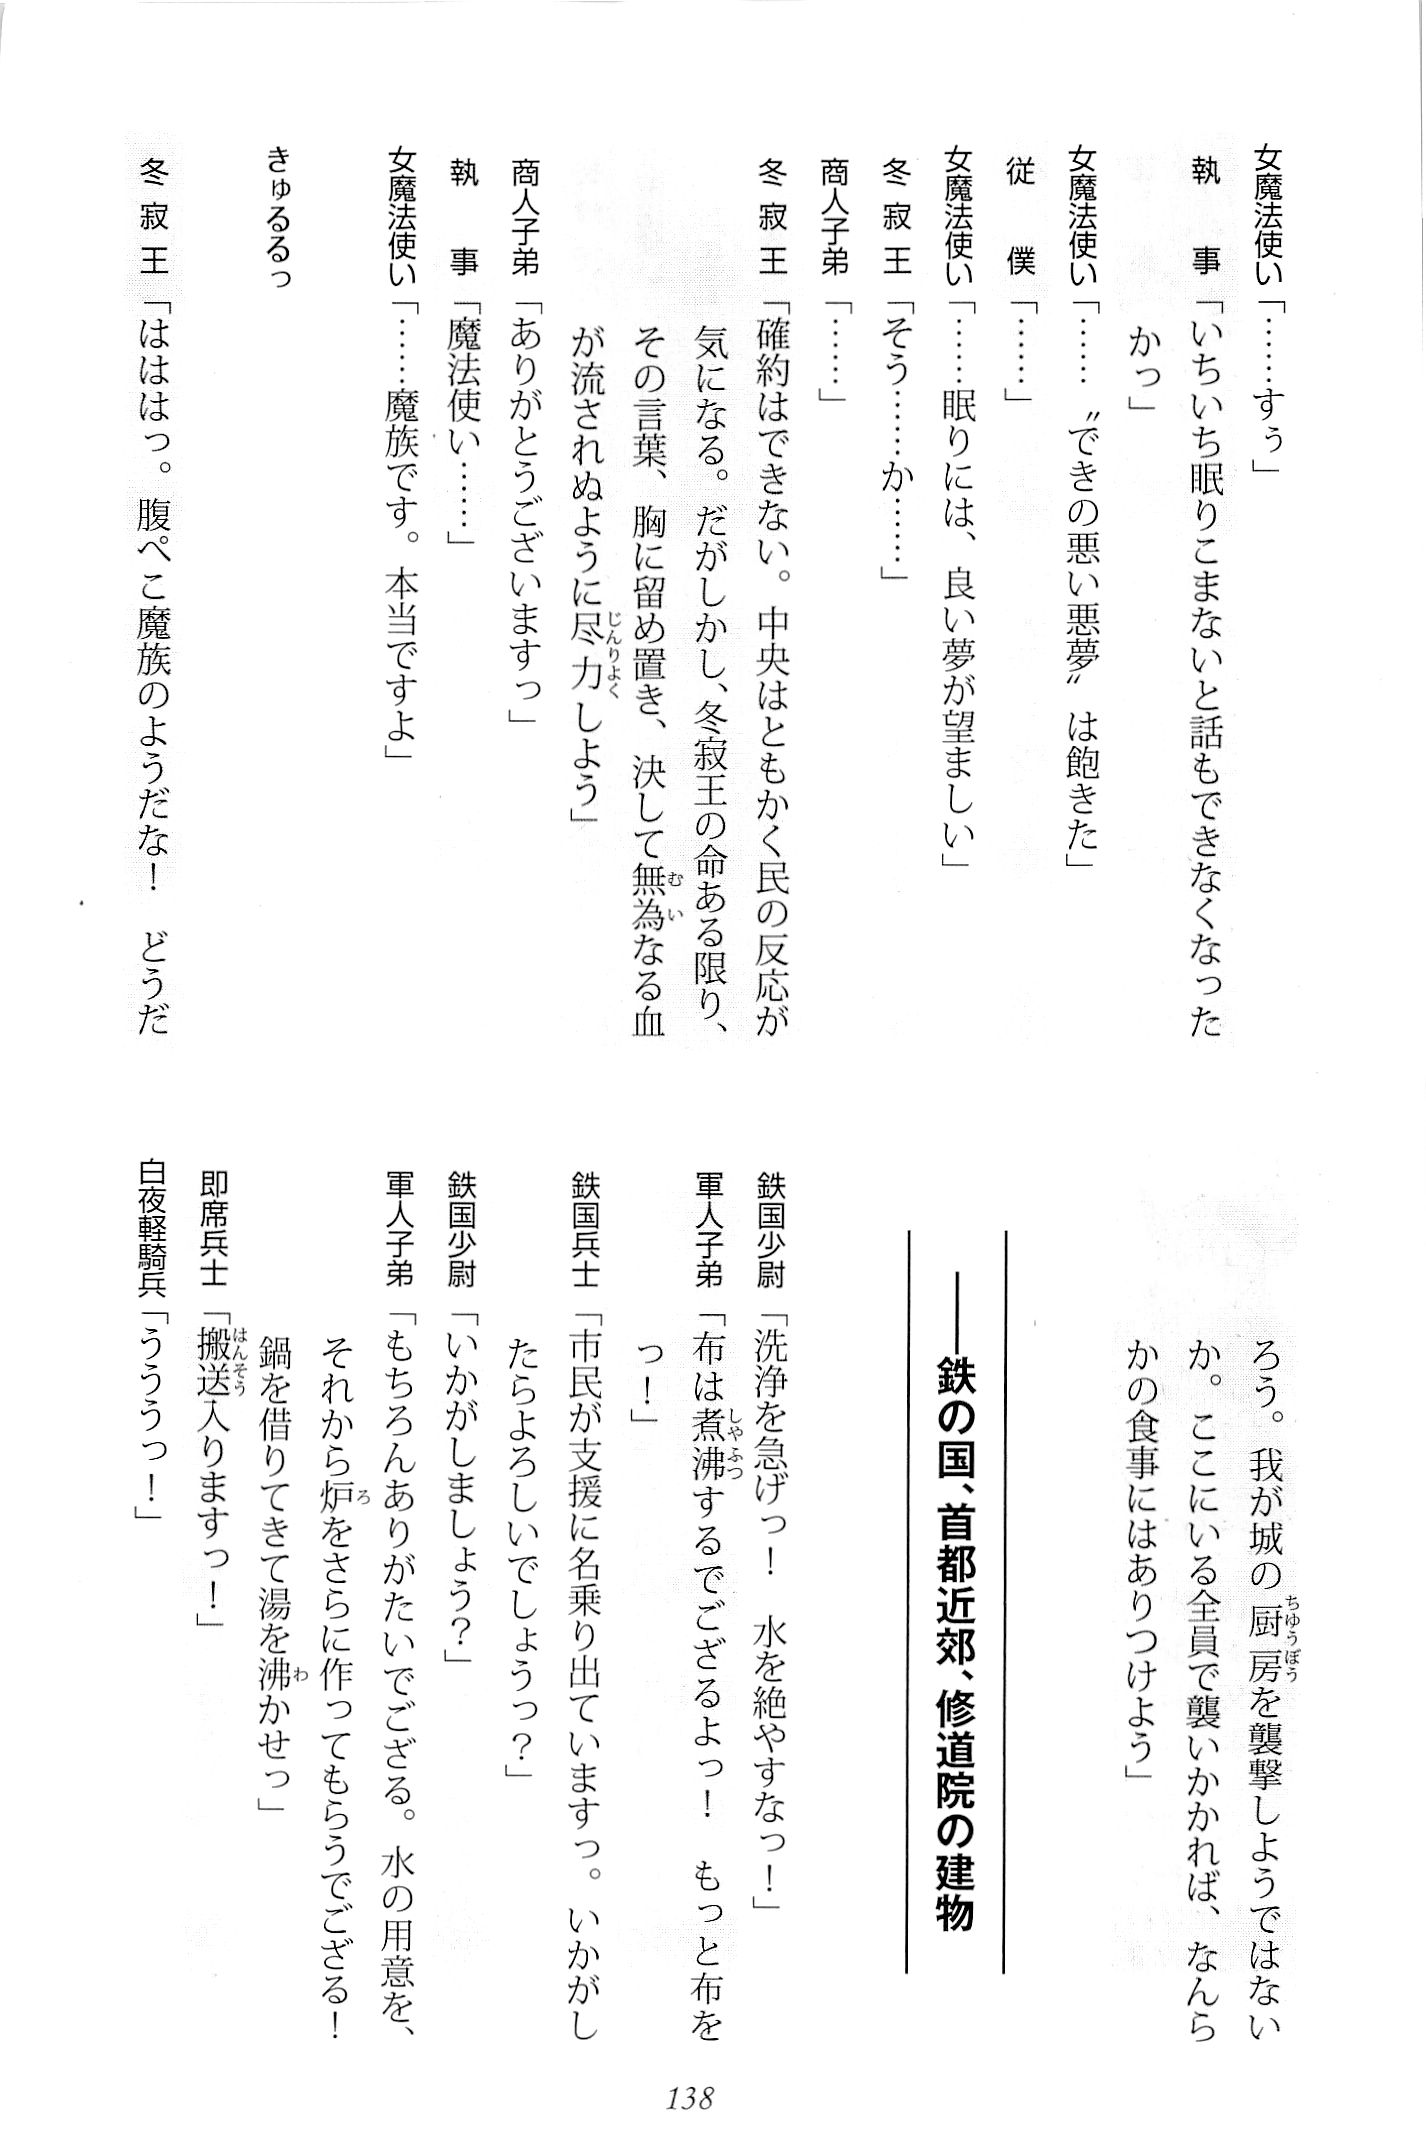 女魔法使い「……すぅ」
執事「いちいち眠りこまないと話もできなくなった
かっ」
女魔法使い「……〝できの悪い悪夢〟は飽きた」
従僕「……」
女魔法使い「……眠りには、良い夢が望ましい」
冬寂王「そう……か……」
商人子弟「……」
冬寂王「確約はできない。中央はともかく民の反応が
気になる。だがしかし、冬寂王の命ある限り、
その言葉、胸に留め置き、決して無為なる血
が流されぬように尽力しよう」
商人子弟「ありがとうございますっ」
執事「魔法使い……」
女魔法使い「……魔族です。本当ですよ」
きゅるるっ
冬寂王「はははっ。腹ぺこ魔族のようだな！　どうだ
ろう。我が城の厨房を襲撃しようではない
か。ここにいる全員で襲いかかれば、なんら
かの食事にはありつけよう」
――鉄の国、首都近郊、修道院の建物
鉄国少尉「洗浄を急げっ！　水を絶やすなっ！」
軍人子弟「布は煮沸するでござるよっ！　もっと布を
っ！」
鉄国兵士「市民が支援に名乗り出ていますっ。いかがし
たらよろしいでしょうっ？」
鉄国少尉「いかがしましょう？」
軍人子弟「もちろんありがたいでござる。水の用意を、
それから炉をさらに作ってもらうでござる！
鍋を借りてきて湯を沸かせっ」
即席兵士「搬送入りますっ！」
白夜軽騎兵「うううっ！」
138